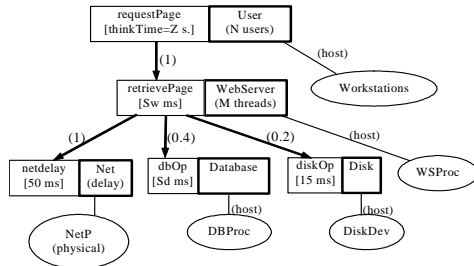 requestPage
[thinkTime=Z s.]
User
(N users)
(1)
(host)
Workstations
retrievePage
[Sw ms]
WebServer
(M threads)
(1)
(0.4)
(0.2)
(host)
netdelay
[50 ms]
Net
(delay)
dbOp
[Sd ms]
Database
diskOp
[15 ms]
Disk
WSProc
(host)
(host)
NetP
(physical)
DBProc
DiskDev